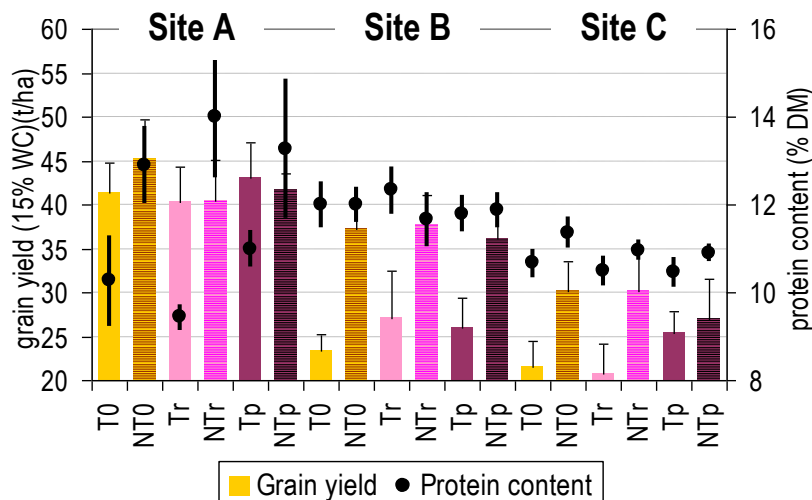 Site A Site B Site C
grain yield (15% WC)(t/ha)
60
55
50
45
40
35
30
25
20
protein content (% DM)
16
14
12
10
8
T0 NT0 Tr NTr Tp NTp T0 NT0 Tr NTr Tp NTp T0 NT0 Tr NTr Tp NTp
Grain yield Protein content